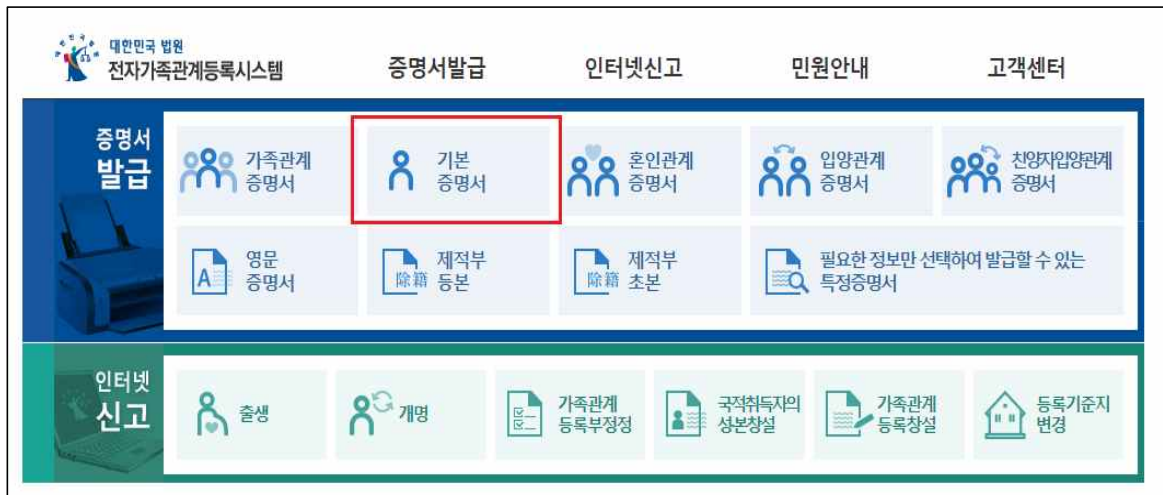 대한민국 법원
전자가족관계등록시스템
증명서발급
인터넷신고
민원안내
고객센터
증명서
발급
가족관계
증명서
기본
증명서
혼인관계
증명서
입양관계
증명서
친양자입양관계
증명서
A
영문
증명서
除籍
제적부
등본
除籍
제적부
초본
필요한 정보만 선택하여 발급할 수 있는
특정증명서
인터넷
신고
출생
개명
가족관계
등록부정정
국적취득자의
성본창설
가족관계
등록창설
등록기준지
변경